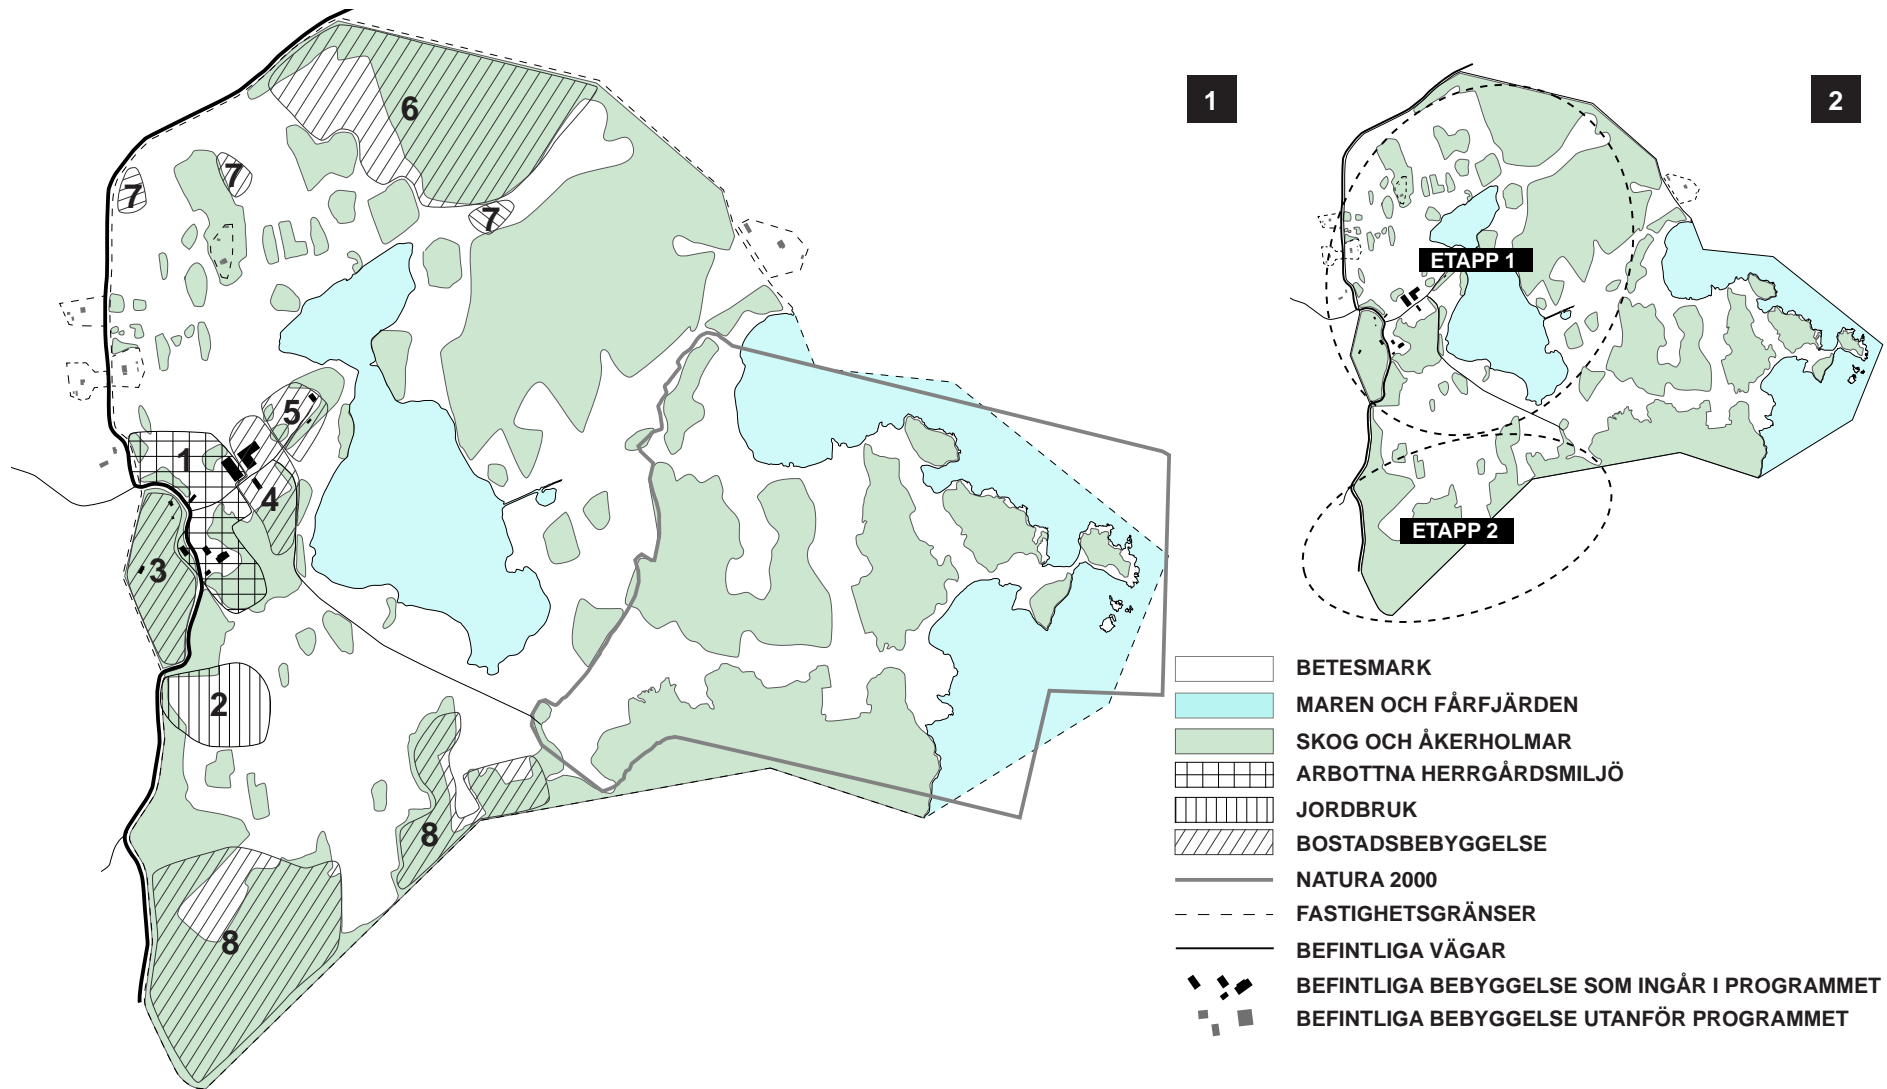 1
2
6
7
7
7
5
1
4
3
2
8
8
ETAPP 1
ETAPP 2
BETESMARK
MAREN OCH FÅRFJÄRDEN
SKOG OCH ÅKERHOLMAR
ARBOTTNA HERRGÅRDSMILJÖ
JORDBRUK
BOSTADSBEBYGGELSE
NATURA 2000
FASTIGHETSGRÄNSER
BEFINTLIGA VÄGAR
BEFINTLIGA BEBYGGELSE SOM INGÅR I PROGRAMMET
BEFINTLIGA BEBYGGELSE UTANFÖR PROGRAMMET